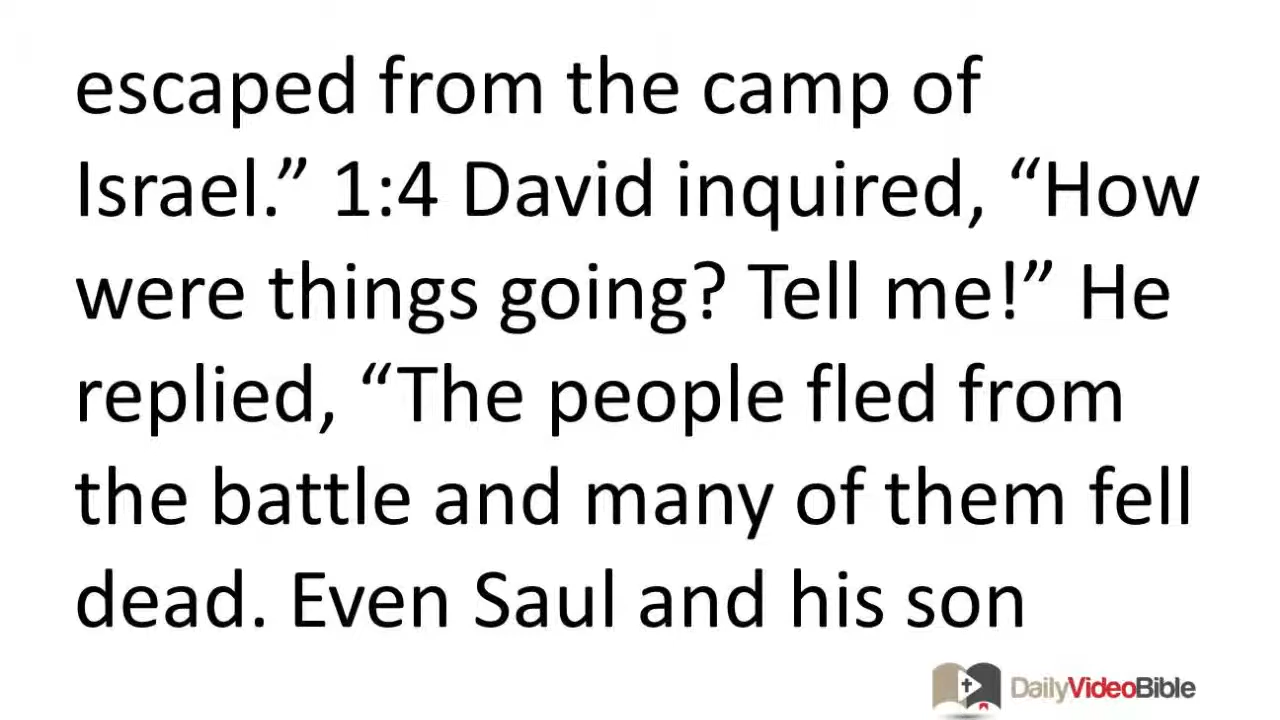 escaped from the camp of
Israel.” 1:4 David inquired, “How
were things going? Tell me!” He
replied, “The people fled from
the battle and many of them fell
dead. Even Saul and his son
DailyVideoBible